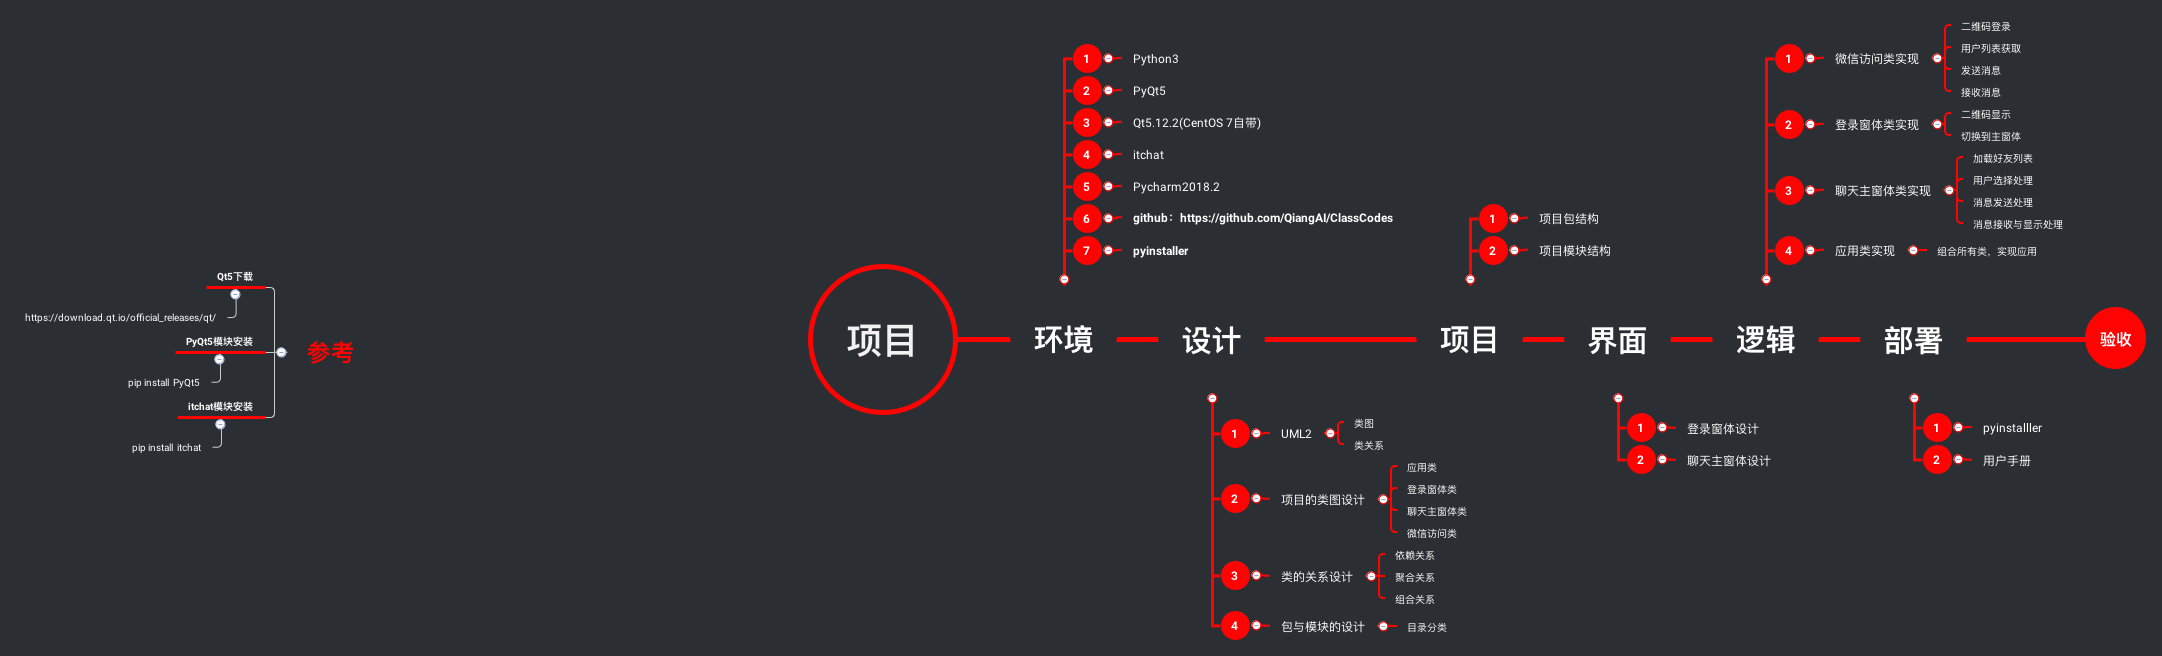 Qt5下载
https://download.qt.io/official_releases/qt/
PyQt5模块安装
pip install PyQt5
itchat模块安装
pip install itchat
参考
项目
环境
1 Python3
2 PyQt5
3 Qt5.12.2(CentOS 7自带)
4 itchat
5 Pycharm2018.2
6 github：https://github.com/QiangAI/ClassCodes
7 pyinstaller
设计
1 UML2
类图
类关系
2 项目的类图设计
应用类
登录窗体类
聊天主窗体类
微信访问类
3 类的关系设计
依赖关系
聚合关系
组合关系
4 包与模块的设计
目录分类
项目
1 项目包结构
2 项目模块结构
界面
1 登录窗体设计
2 聊天主窗体设计
逻辑
1 微信访问类实现
二维码登录
用户列表获取
发送消息
接收消息
2 登录窗体类实现
二维码显示
切换到主窗体
3 聊天主窗体类实现
加载好友列表
用户选择处理
消息发送处理
消息接收与显示处理
4 应用类实现
组合所有类，实现应用
部署
1 pyinstalller
2 用户手册
验收